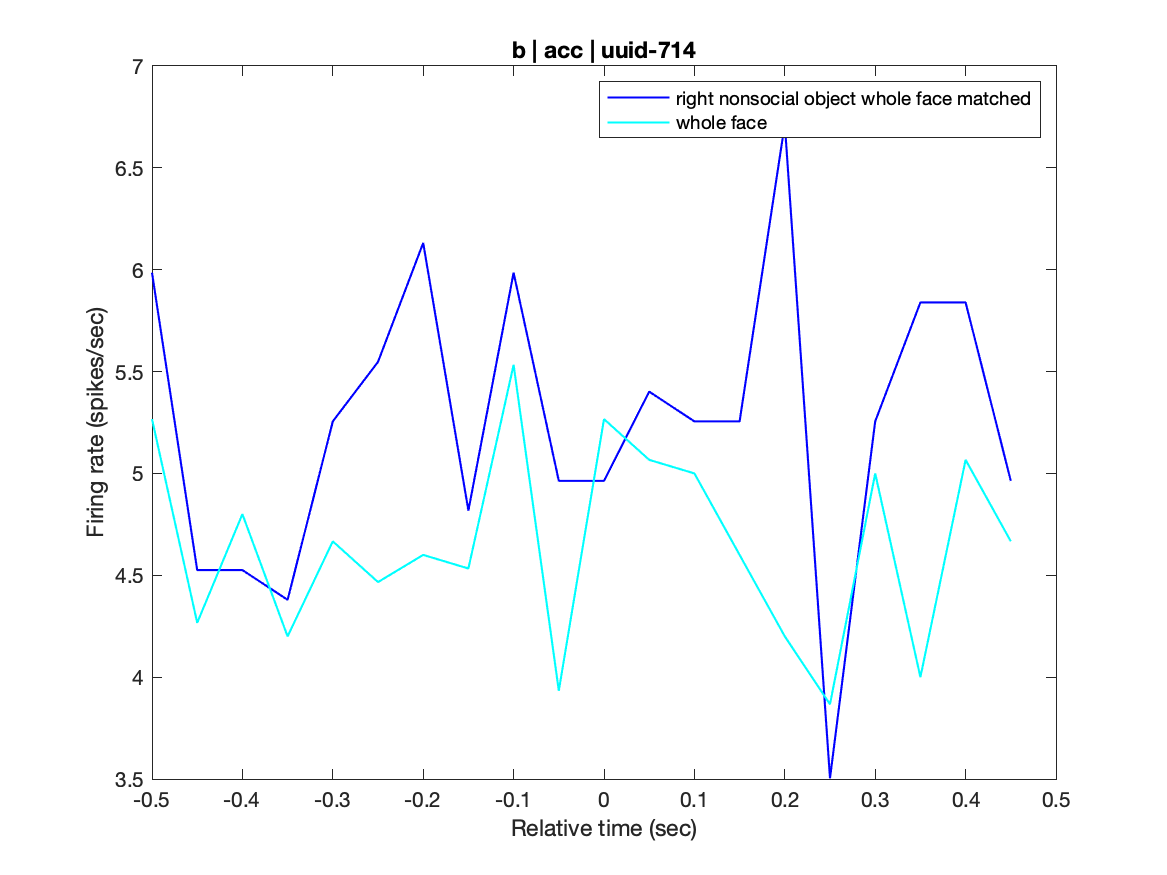 b | acc | uuid-714
right nonsocial object whole face matched
whole face
7
6.5
6
5.5
5
4.5
4
3.5
Firing rate (spikes/sec)
-0.5 -0.4 -0.3 -0.2 -0.1 0 0.1 0.2 0.3 0.4 0.5
Relative time (sec)